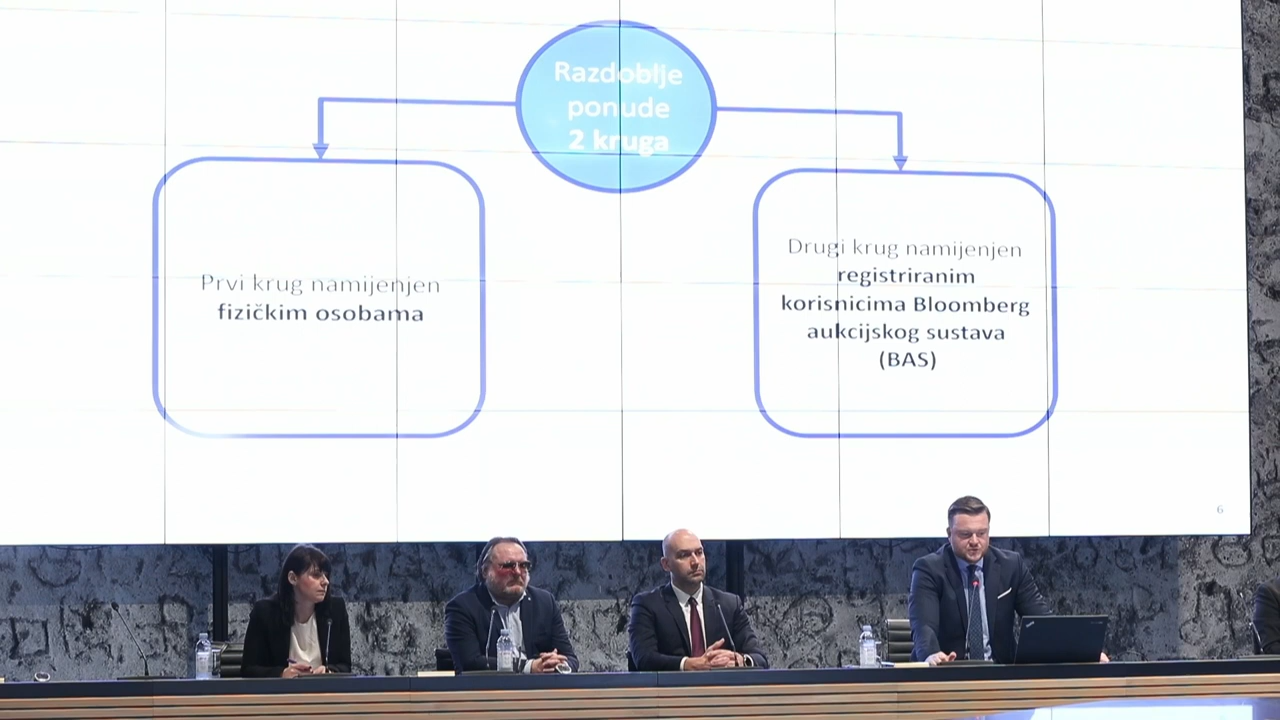 Razdoblje
ponude
2 kruga
Prvi krug namijenjen
fizičkim osobama
Drugi krug namijenjen
registriranim
korisnicima Bloomberg
aukcijskog sustava
(BAS)
6